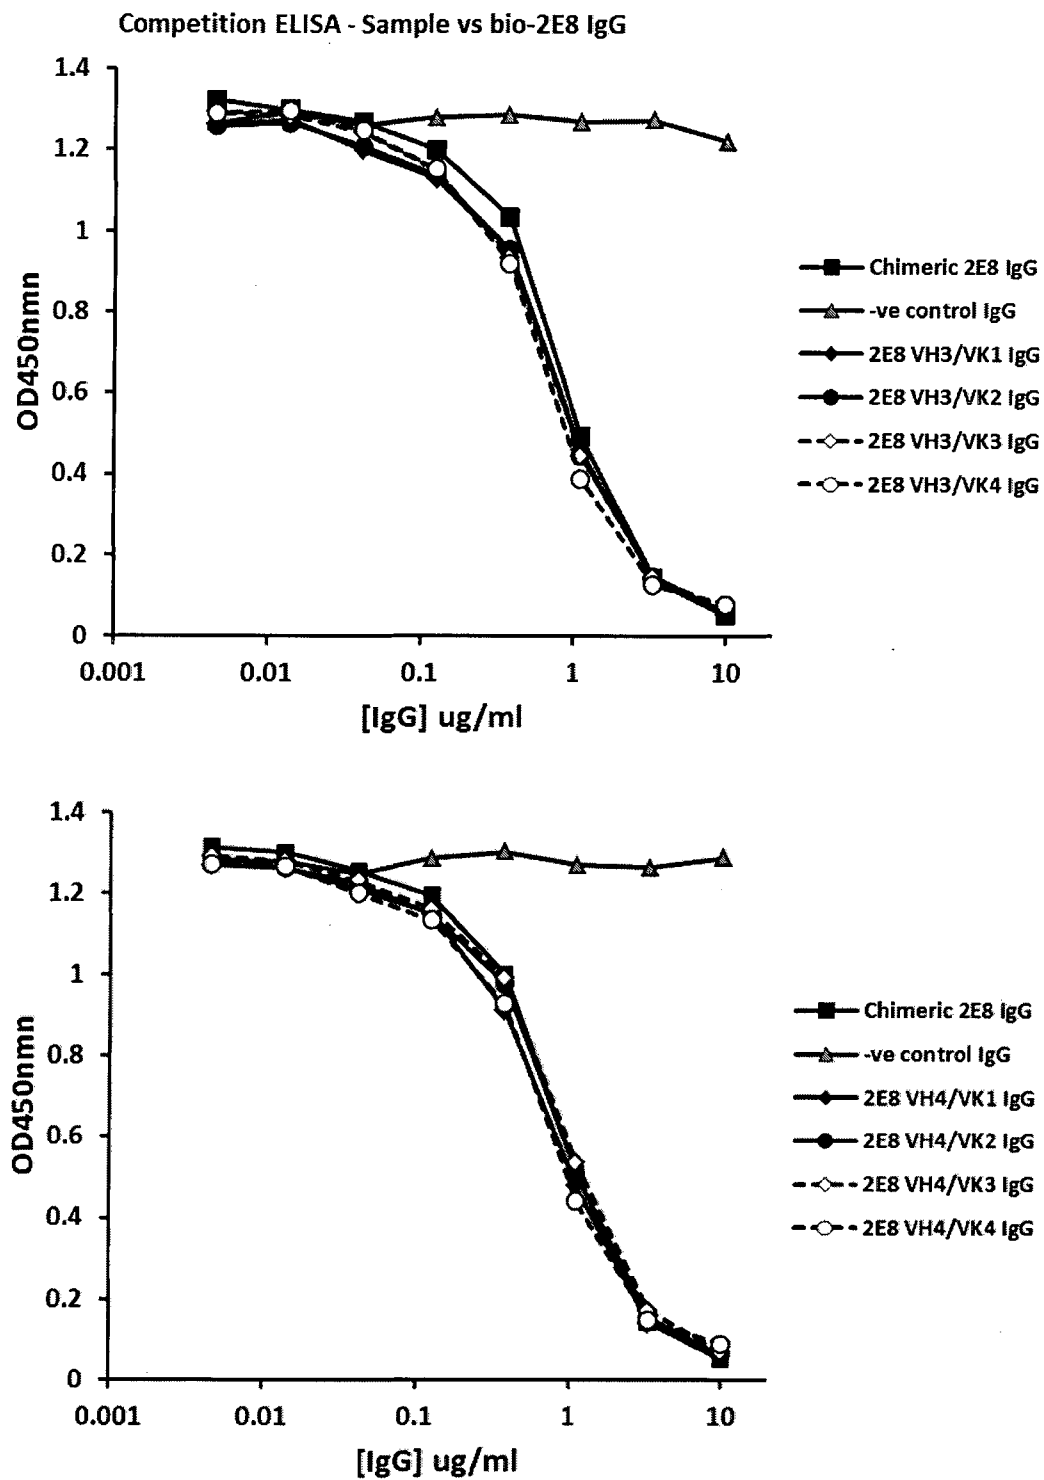 Competition ELISA - Sample vs bio-2E8 IgG
1.4
1.2
1
0.8
0.6
0.4
0.2
0
OD450nmn
0.001
0.01
0.1
1
10
[IgG] ug/ml
Chimeric 2E8 IgG
-ve control IgG
2E8 VH3/VK1 IgG
2E8 VH3/VK2 IgG
2E8 VH3/VK3 IgG
2E8 VH3/VK4 IgG
1.4
1.2
1
0.8
0.6
0.4
0.2
0
OD450nmn
0.001
0.01
0.1
1
10
[IgG] ug/ml
Chimeric 2E8 IgG
-ve control IgG
2E8 VH4/VK1 IgG
2E8 VH4/VK2 IgG
2E8 VH4/VK3 IgG
2E8 VH4/VK4 IgG